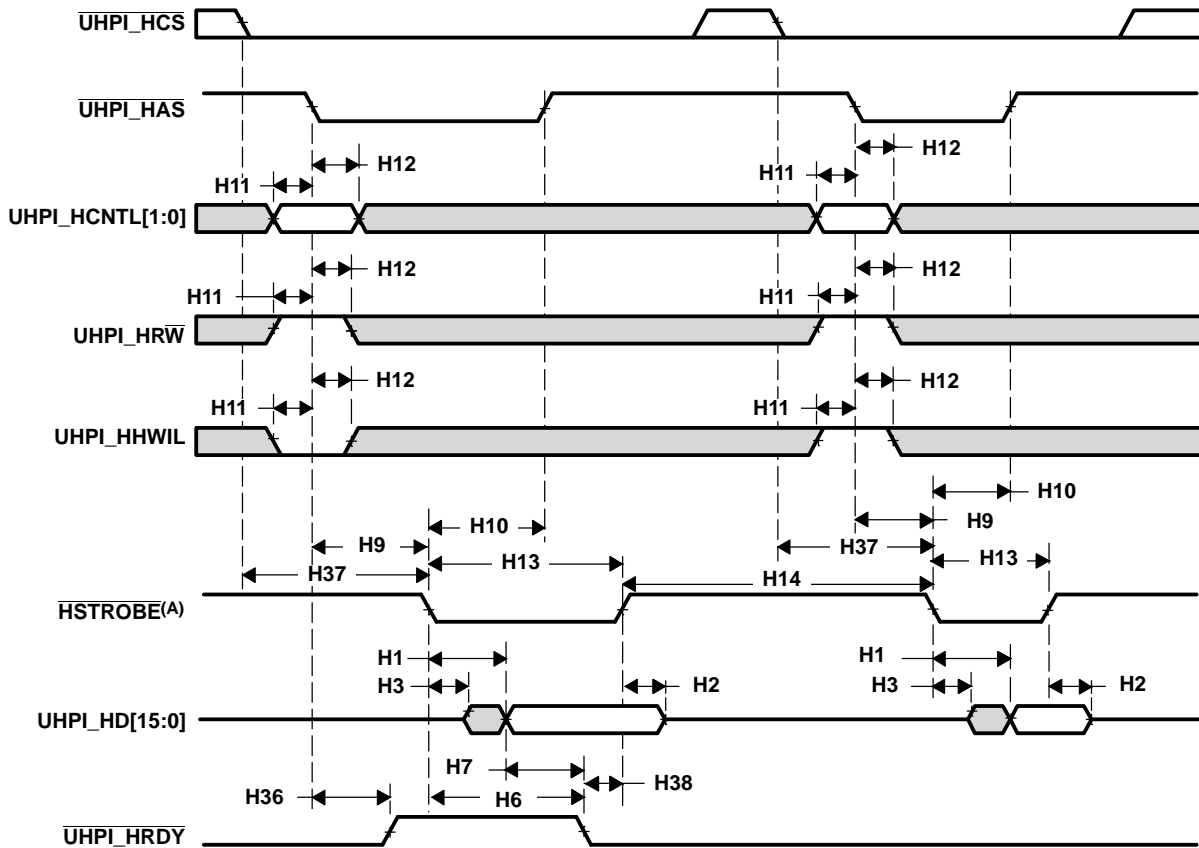 UHPI_HCS
UHPI_HAS
H12
H12
H11
H11
UHPI_HCNTL[1:0]
H12
H12
H11
H11
UHPI_HRW
H12
H12
H11
H11
UHPI_HHWIL
H10
H10
H9
H9
H37
H13
H13
H37
H14
HSTROBE(A)
H1
H1
H3
H2
H3
H2
UHPI_HD[15:0]
H7
H38
H36
H6
UHPI_HRDY